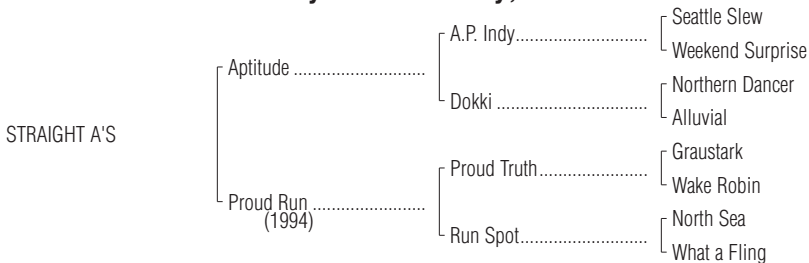 Seattle Slew
A.P. Indy............................
Weekend Surprise
Aptitude ...........................
Northern Dancer
Dokki ................................
Alluvial
STRAIGHT A'S
Graustark
Proud Truth.......................
Wake Robin
Proud Run .......................
(1994)
North Sea
Run Spot...........................
What a Fling